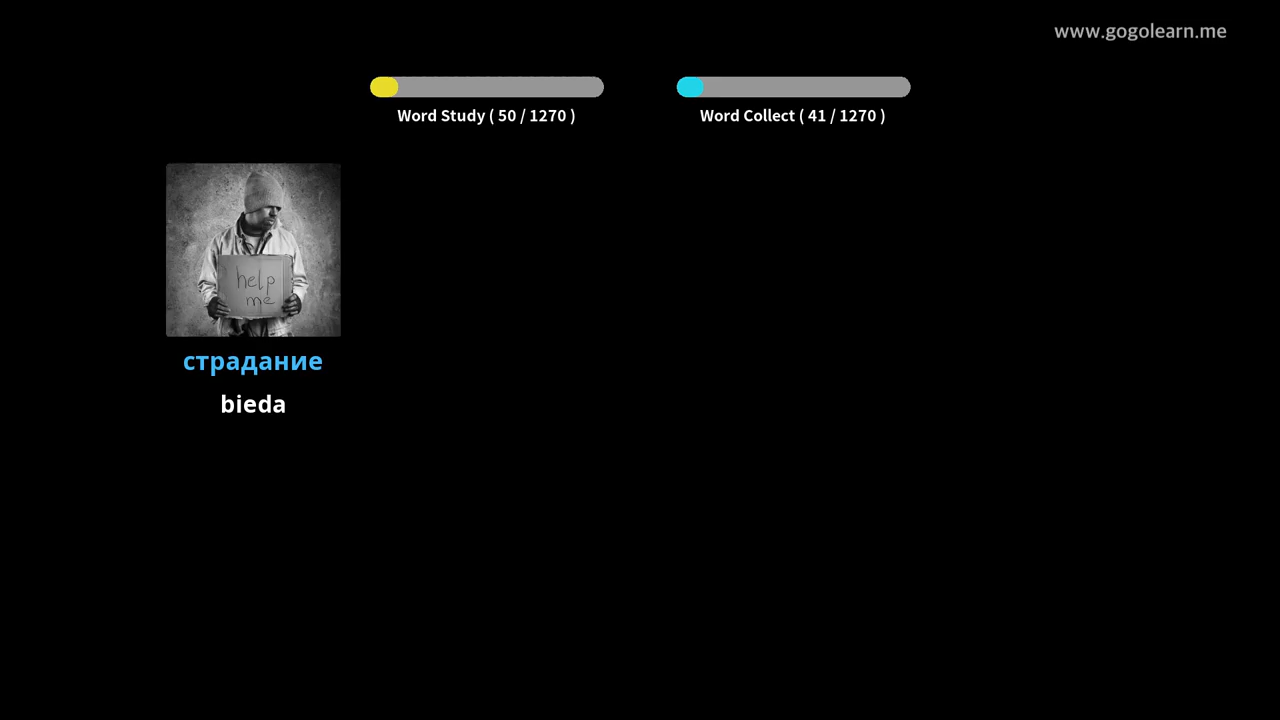 www.gogolearn.me
Word Study ( 50 / 1270 )
Word Collect ( 41 / 1270 )
help
me
страдание
bieda